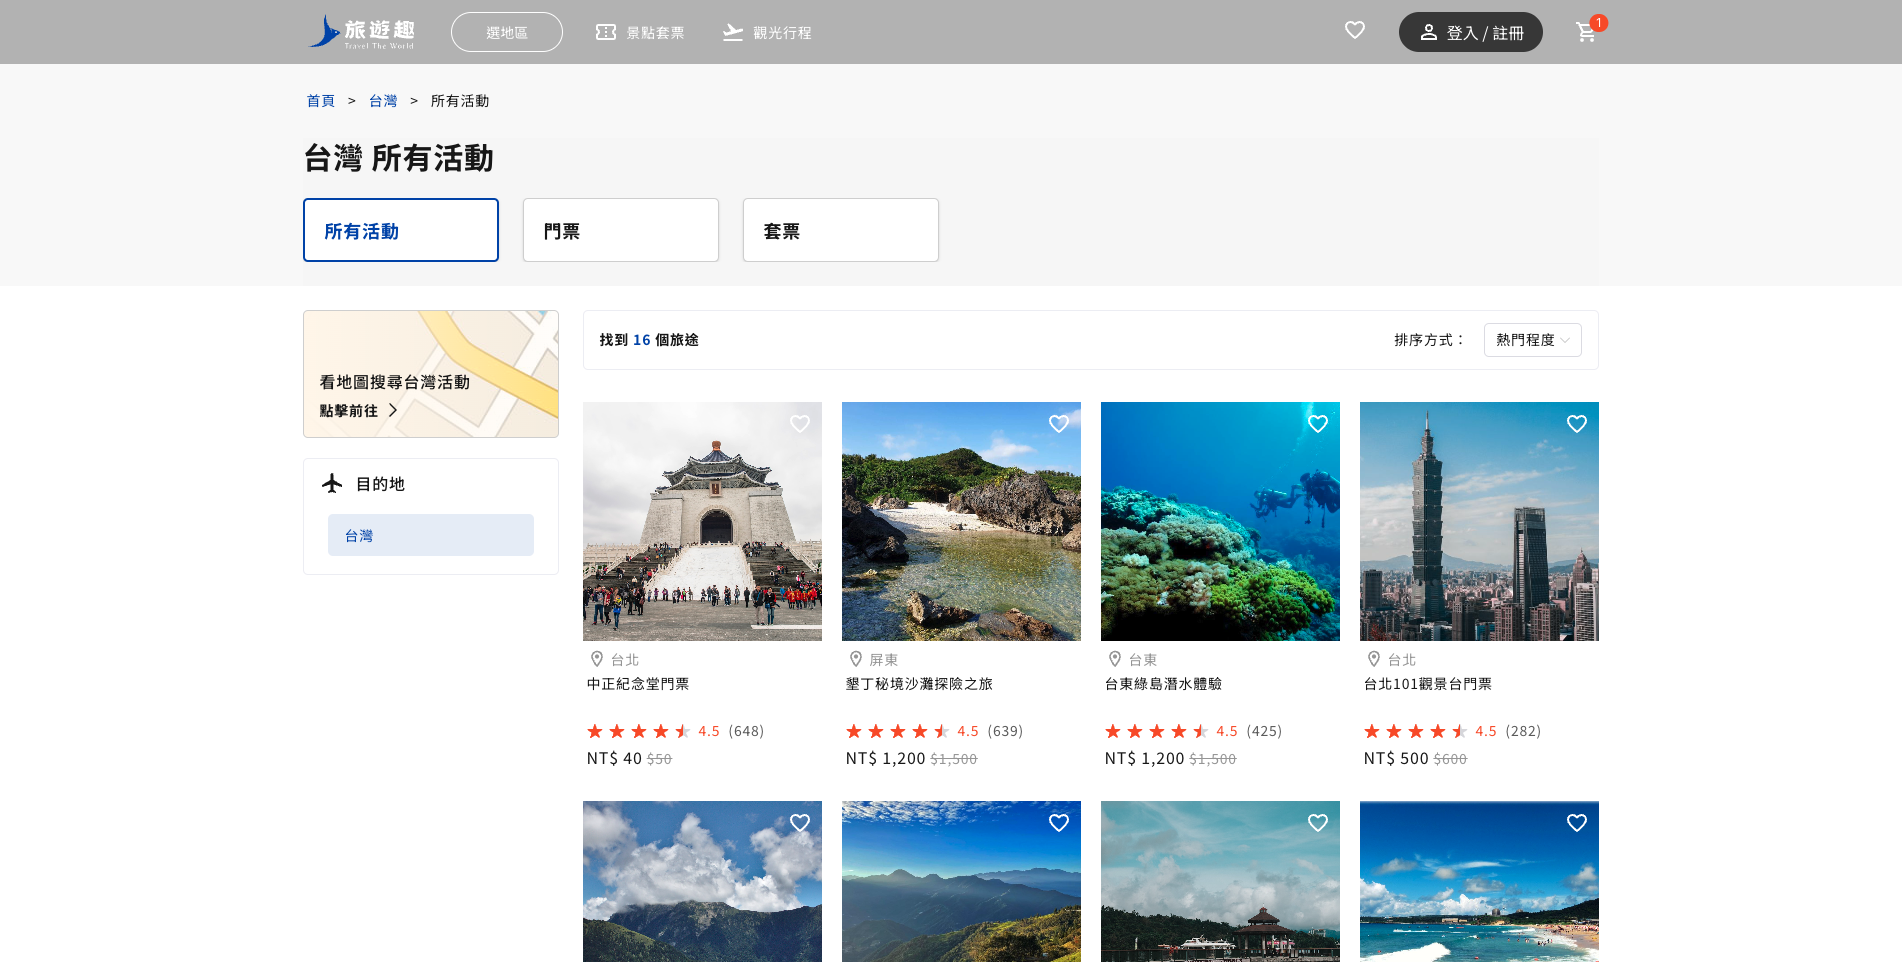 旅遊趣
Travel The World
選地區
景點套票
觀光行程
登入 / 註冊
1
首頁 > 台灣 > 所有活動
台灣 所有活動
所有活動
門票
套票
看地圖搜尋台灣活動
點擊前往
目的地
台灣
找到 16 個旅途
排序方式：
熱門程度
台北
中正紀念堂門票
4.5 (648)
NT$ 40 $50
屏東
墾丁秘境沙灘探險之旅
4.5 (639)
NT$ 1,200 $1,500
台東
台東綠島潛水體驗
4.5 (425)
NT$ 1,200 $1,500
台北
台北101觀景台門票
4.5 (282)
NT$ 500 $600